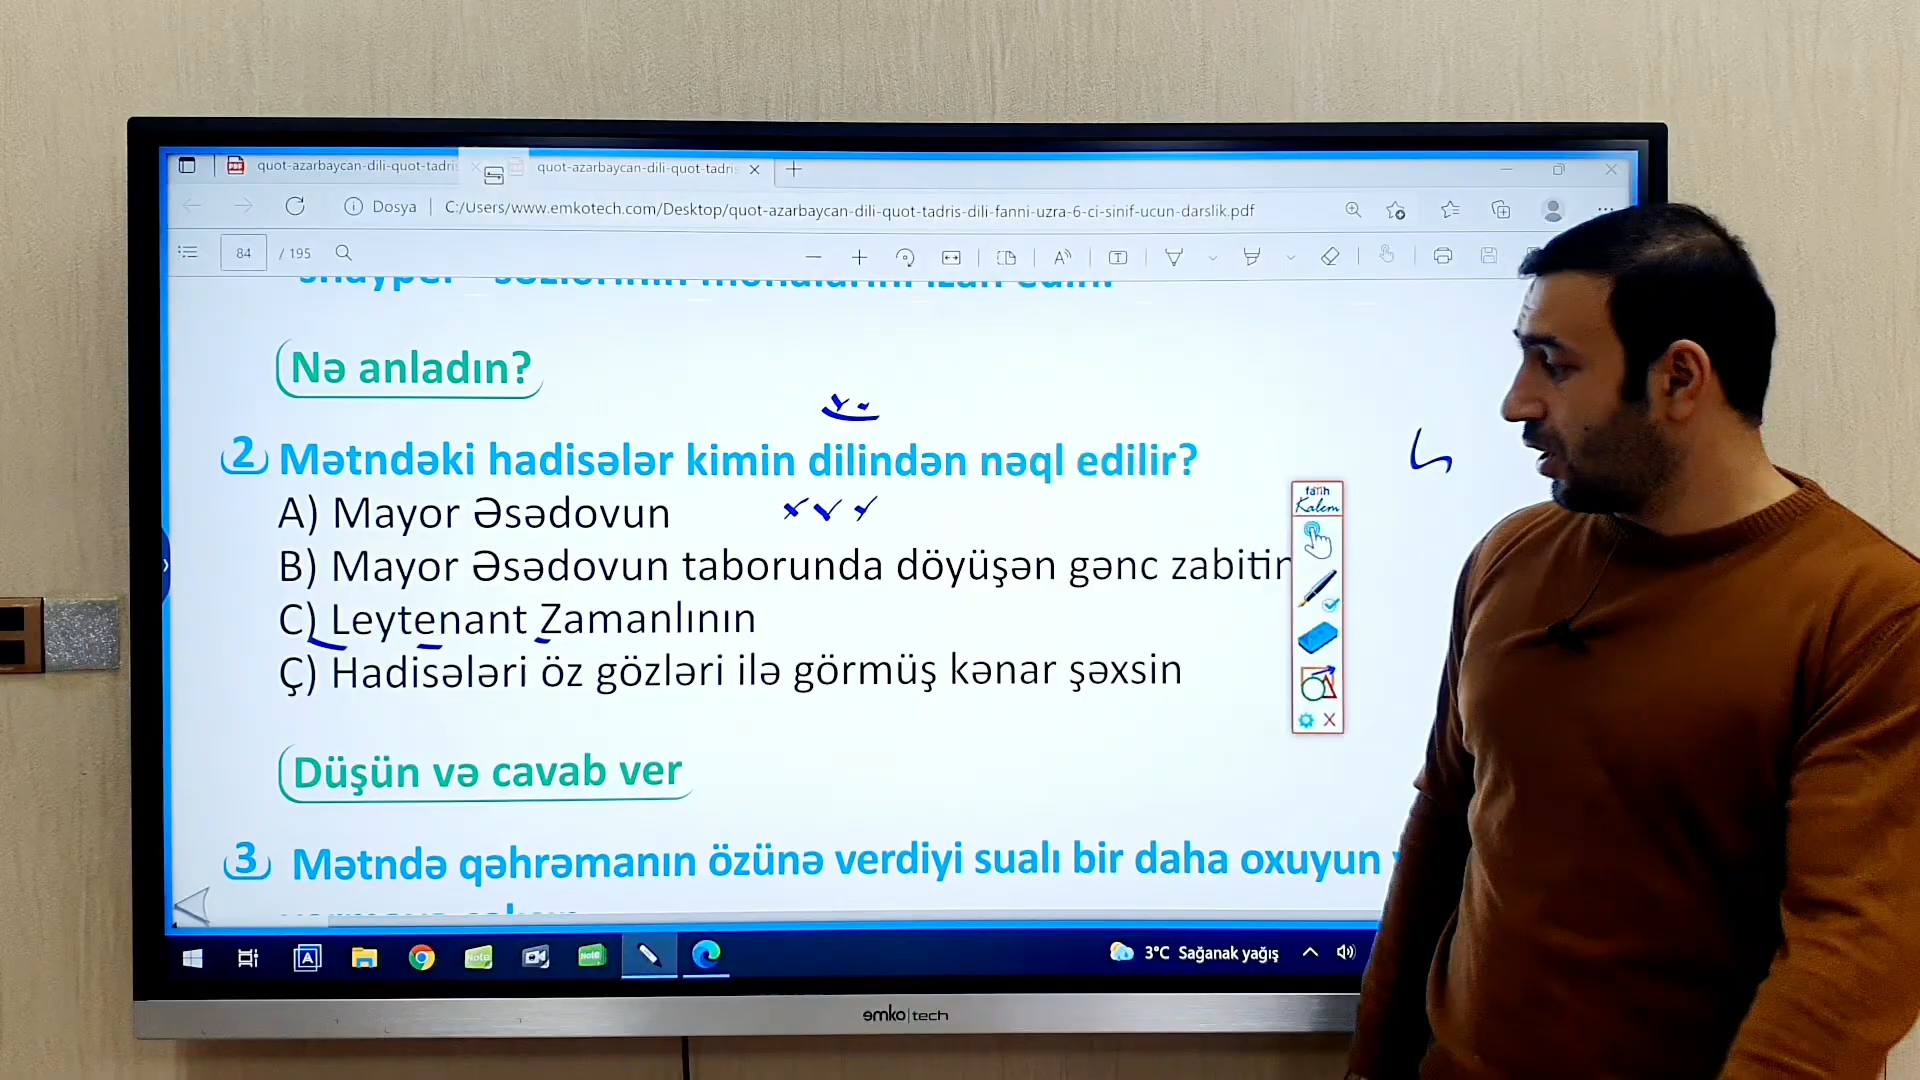 quot-azarbaycan-dili-quot-tadris
quot-azarbaycan-dili-quot-tadris
Dosya
C:/Users/www.emkotech.com/Desktop/quot-azarbaycan-dili-quot-tadris-dili-fanni-uzra-6-ci-sinif-ucun-darslik.pdf
84 / 195
Nə anladın?
2 Mətndəki hadisələr kimin dilindən nəql edilir?
A) Mayor Əsədovun
B) Mayor Əsədovun taborunda döyüşən gənc zabitin
C) Leytenant Zamanlının
Ç) Hadisələri öz gözləri ilə görmüş kənar şəxsin
fatih
Kalem
Düşün və cavab ver
3 Mətndə qəhrəmanın özünə verdiyi sualı bir daha oxuyun
3°C Sağanak yağış
emko|tech